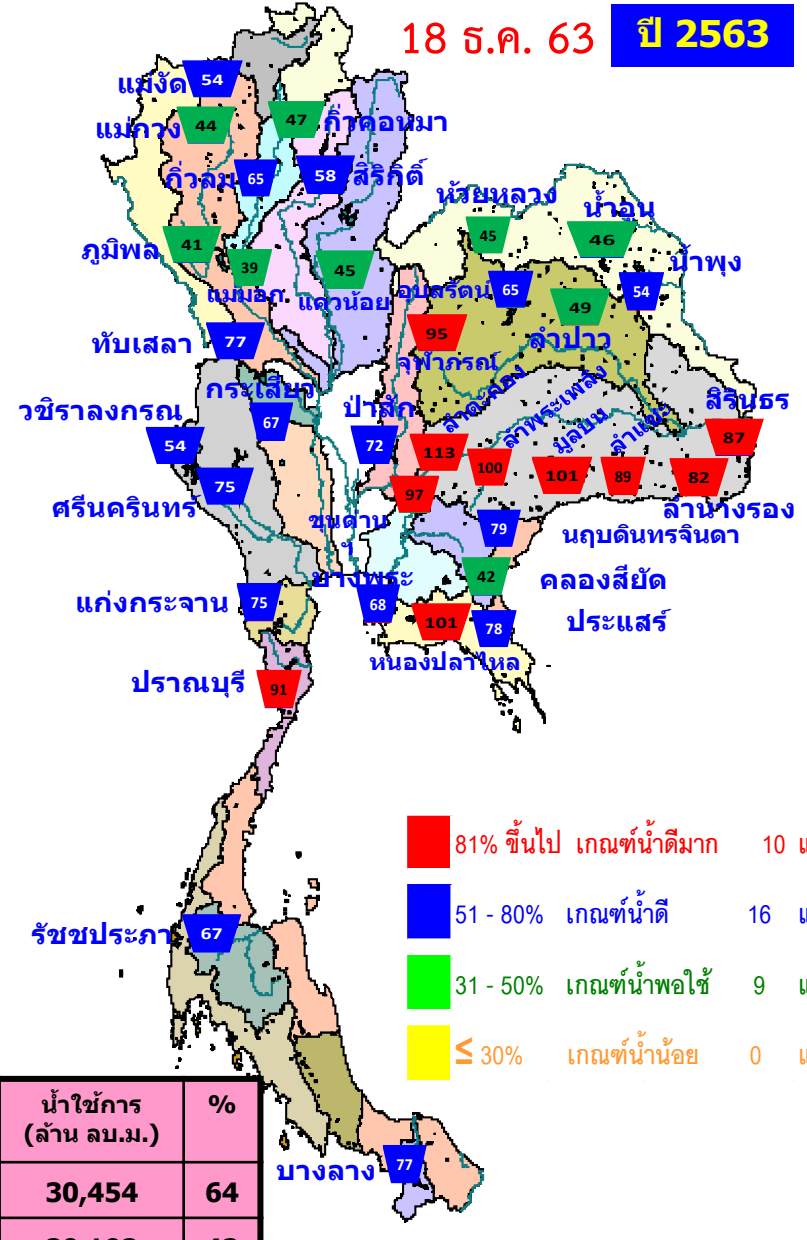 18 ธ.ค. 63
ปี 2563
แม่งัด
54
แม่กวง
44
47
กิ่วคอหมา
กิ่วลม
65
58
สิริกิติ์
ห้วยหลวง
45
น้ำอูน
46
ภูมิพล
41
39
แม่มอก
45
แควน้อย
อุบลรัตน์
65
49
ลำปาว
54
น้ำพุง
ทับเสลา
77
95
จุฬาภรณ์
กระเสียว
67
ป่าสัก
72
ลำตะคอง
113
ลำพระเพลิง
100
มูลบน
101
ลำแชะ
89
สิรินธร
87
วชิราลงกรณ
54
82
ลำนางรอง
ศรีนครินทร์
75
97
ขุนด่าน
ฯ
79
นฤบดินทรจินดา
บางพระ
68
42
คลองสียัด
แก่งกระจาน
75
101
หนองปลาไหล
78
ประแสร์
ปราณบุรี
91
81% ขึ้นไป เกณฑ์น้ำดีมาก 10
51 - 80% เกณฑ์น้ำดี 16
31 - 50% เกณฑ์น้ำพอใช้ 9
≤ 30% เกณฑ์น้ำน้อย 0
รัชชประภา
67
บางลาง
77
น้ำใช้การ %
(ล้าน ลบ.ม.)
30,454 64